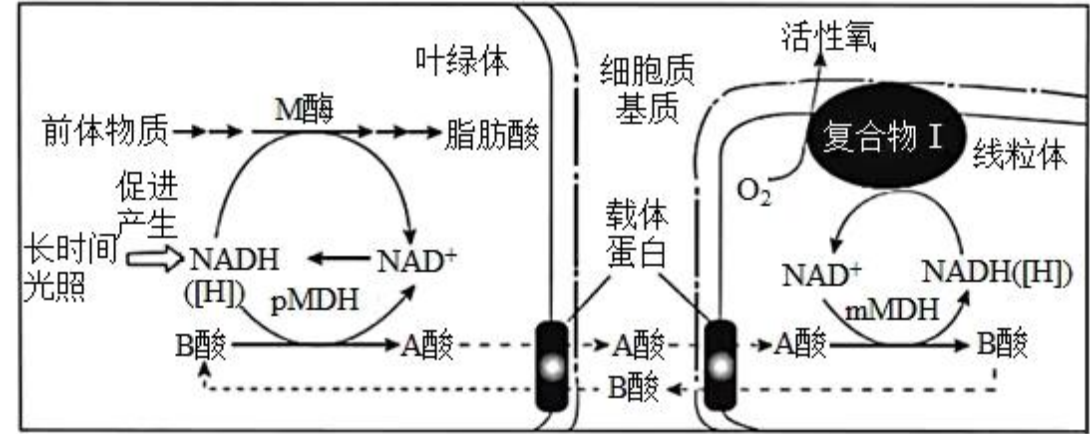 活性氧
叶绿体
细胞质
基质
M酶
前体物质
脂肪酸
复合物 I
线粒体
促进
产生
O₂
载体
蛋白
长时间
光照
NADH
([H])
NAD⁺
pMDH
NAD⁺
NADH([H])
mMDH
B酸
A酸
A酸
A酸
B酸
B酸